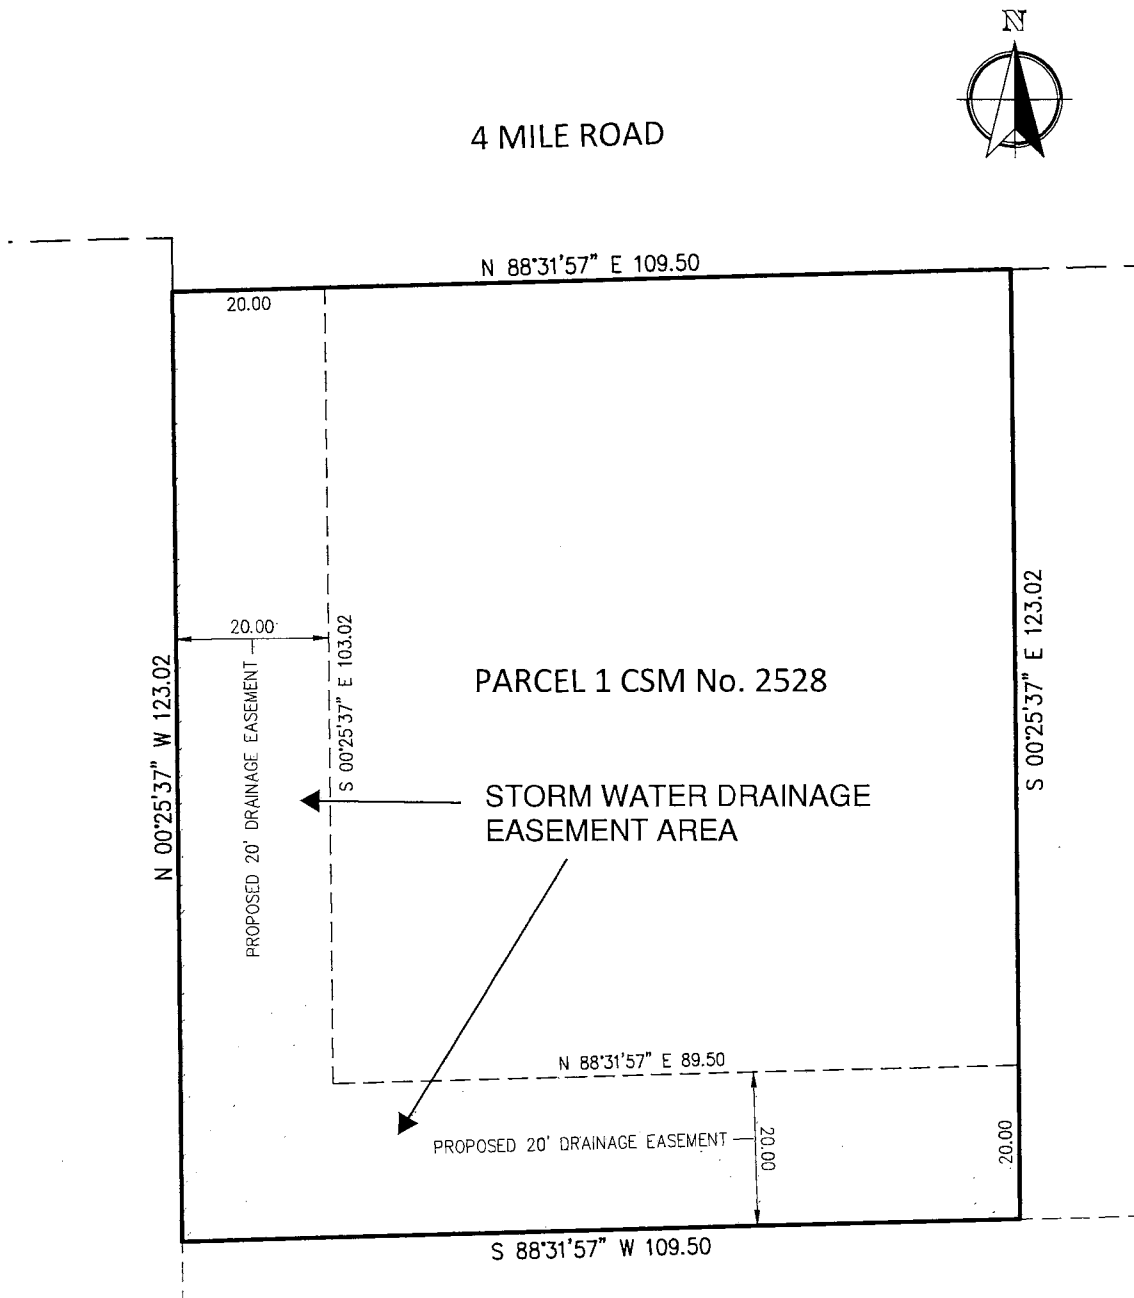 N
4 MILE ROAD
N 88°31'57" E 109.50
20.00
20.00
PROPOSED 20' DRAINAGE EASEMENT
S 00°25'37" E 103.02
N 00°25'37" W 123.02
S 00°25'37" E 123.02
PARCEL 1 CSM No. 2528
STORM WATER DRAINAGE
EASEMENT AREA
N 88°31'57" E 89.50
PROPOSED 20' DRAINAGE EASEMENT
20.00
20.00
S 88°31'57" W 109.50